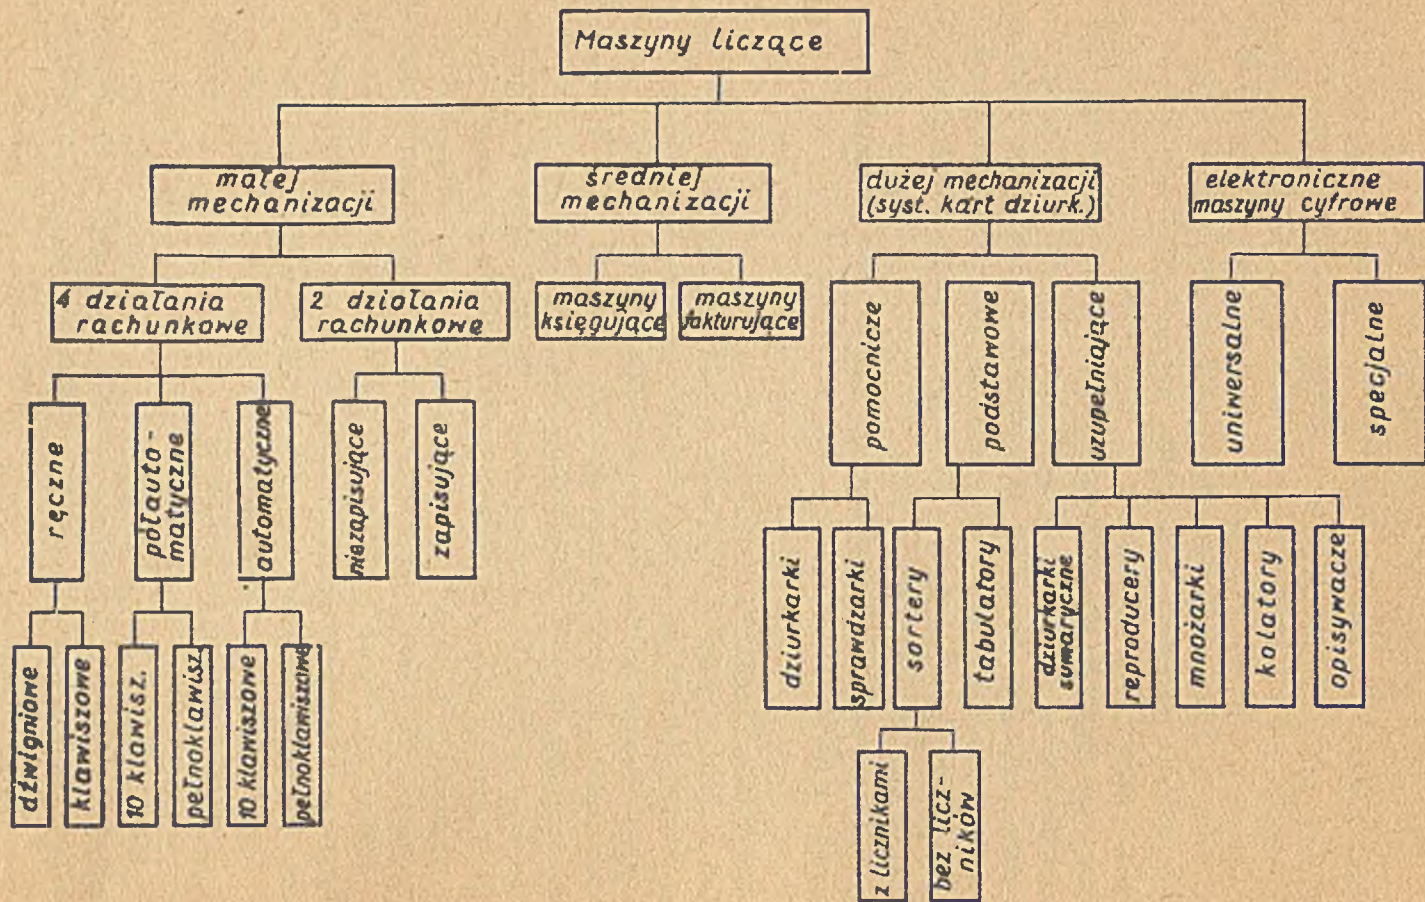 Maszyny liczące
małej
mechanizacji
średniej
mechanizacji
dużej mechanizacji
(syst. kart dziurk.)
elektroniczne
maszyny cyfrowe
4 działania
rachunkowe
2 działania
rachunkowe
maszyny
księgujące
maszyny
fakturujące
pomocnicze
podstawowe
uzupełniające
uniwersalne
specjalne
ręczne
półauto-
matyczne
automatyczne
niezapisujące
zapisujące
dziurkarki
sprawdzarki
sortery
tabulatory
dziurkarki
sumaryczne
reproducery
mnożarki
kolatory
opisywacze
dźwigniowe
klawiszowe
10 klawisz.
pełnoklawisz.
10 klawiszowe
pełnoklawiszowe
z licznikami
bez licz-
ników